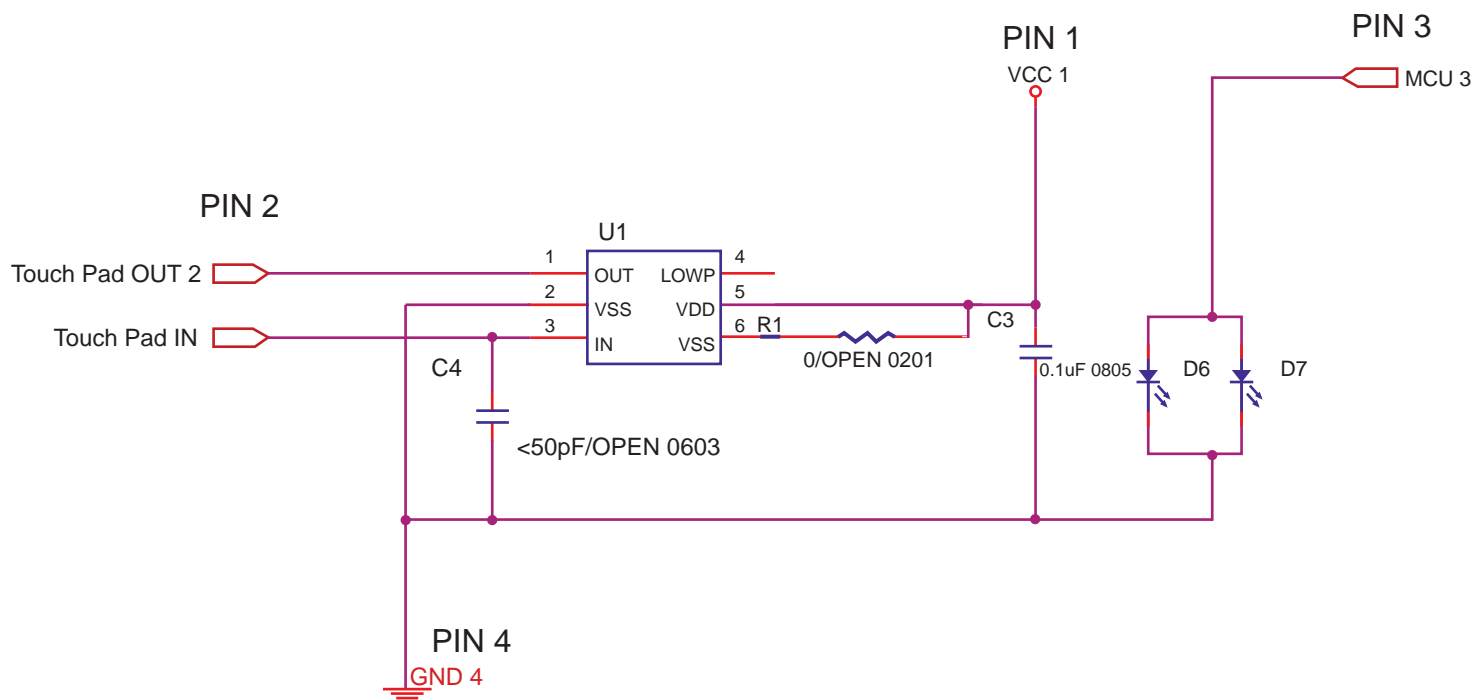 PIN 3
PIN 1
VCC 1
MCU 3
PIN 2
U1
Touch Pad OUT 2
1
OUT
LOWP
4
2
VSS
VDD
5
Touch Pad IN
3
IN
VSS
6
R1
C3
0/OPEN 0201
0.1uF 0805
D6
D7
C4
<50pF/OPEN 0603
PIN 4
GND 4